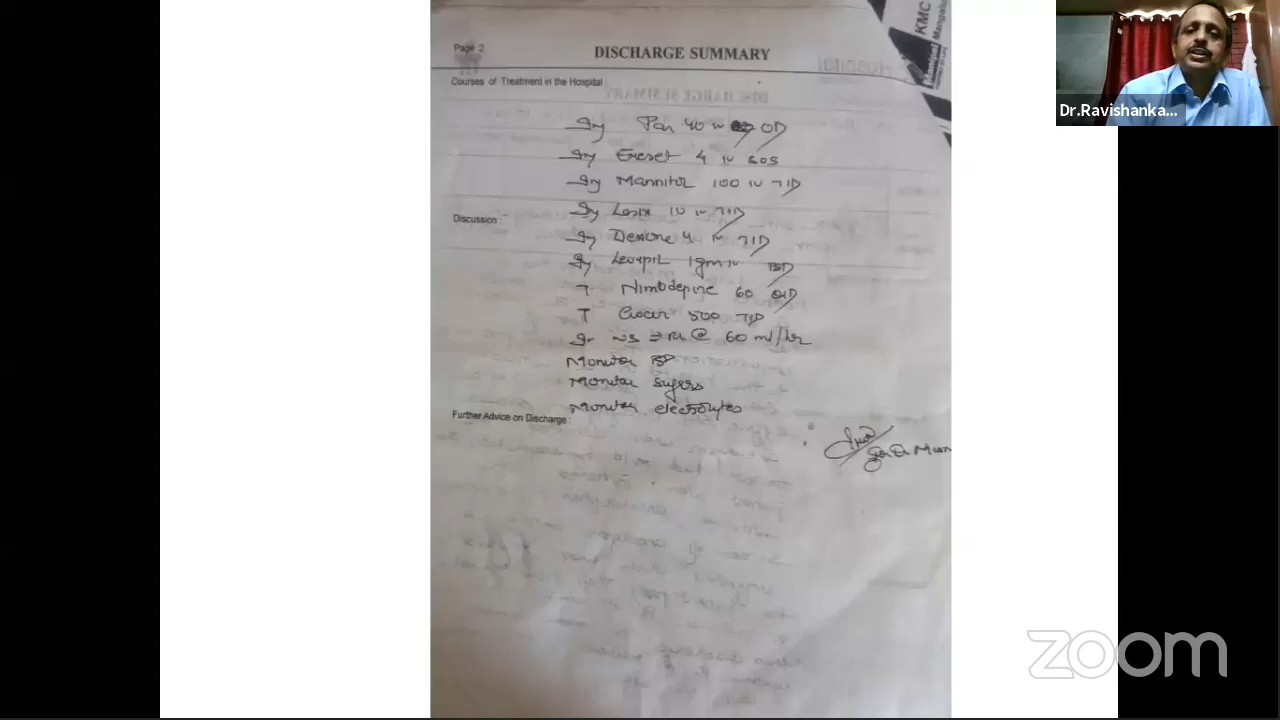 Page :2
DISCHARGE SUMMARY
KMC
Courses of Treatment in the Hospital
Inj Pan 40 IV OD
Inj Emeset 4 IV SOS
Inj Mannitol 100 IV TID
Inj Lasix 10 IV TID
Discussion :
Inj Dexone 4 IV TID
Inj Levipil 1gm IV BD
T Nimodepine 60
T 500 TID
NS @ 60 ml/hr
Monitor BP
Monitor sugars
Monitor electrolytes
Further Advice on Discharge :
Dr.Ravishanka...
zoom